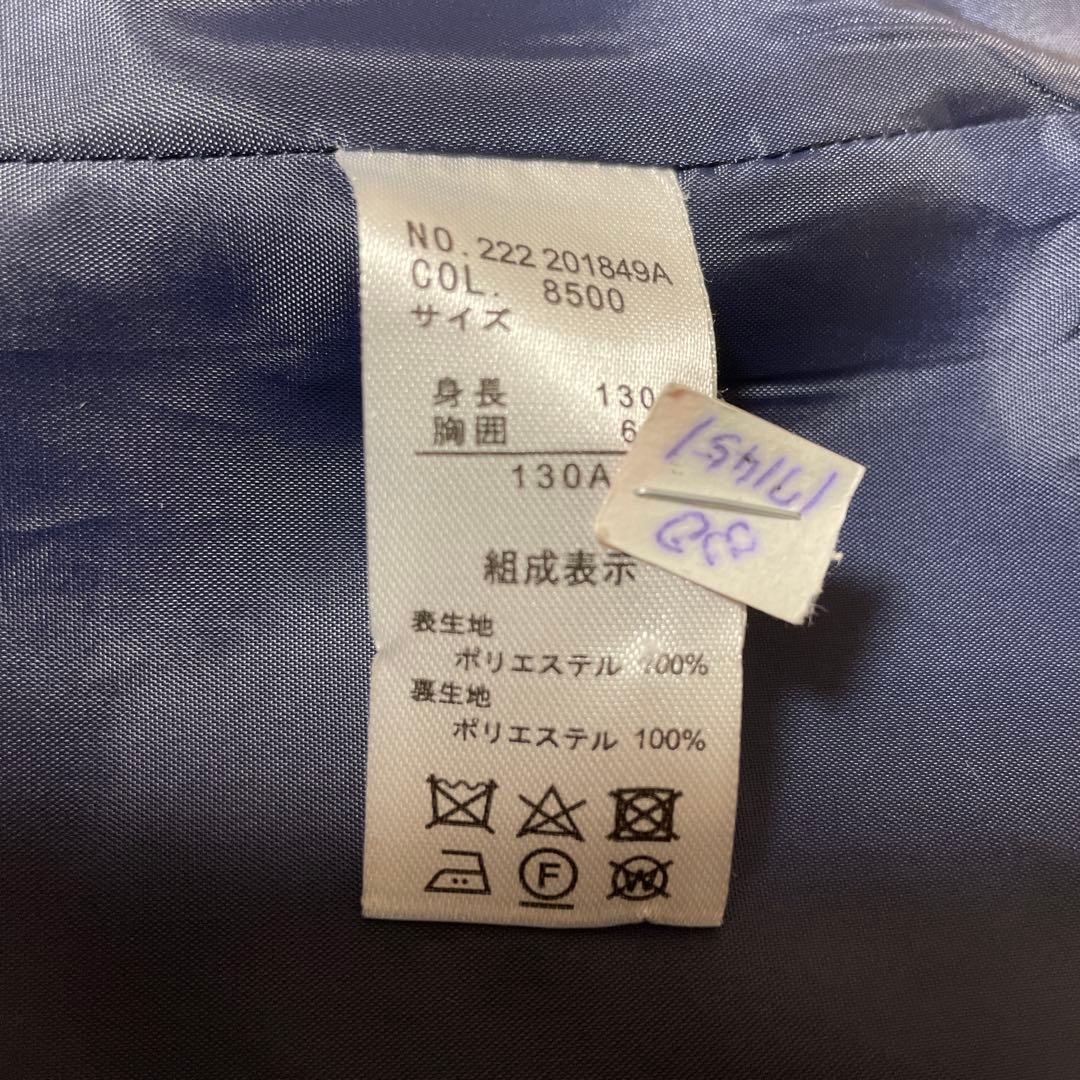 NO. 222 201849A
COL. 8500
サイズ
身長 130
胸囲 6
130A
組成表示
表生地
ポリエステル 100%
裏生地
ポリエステル 100%
F
W